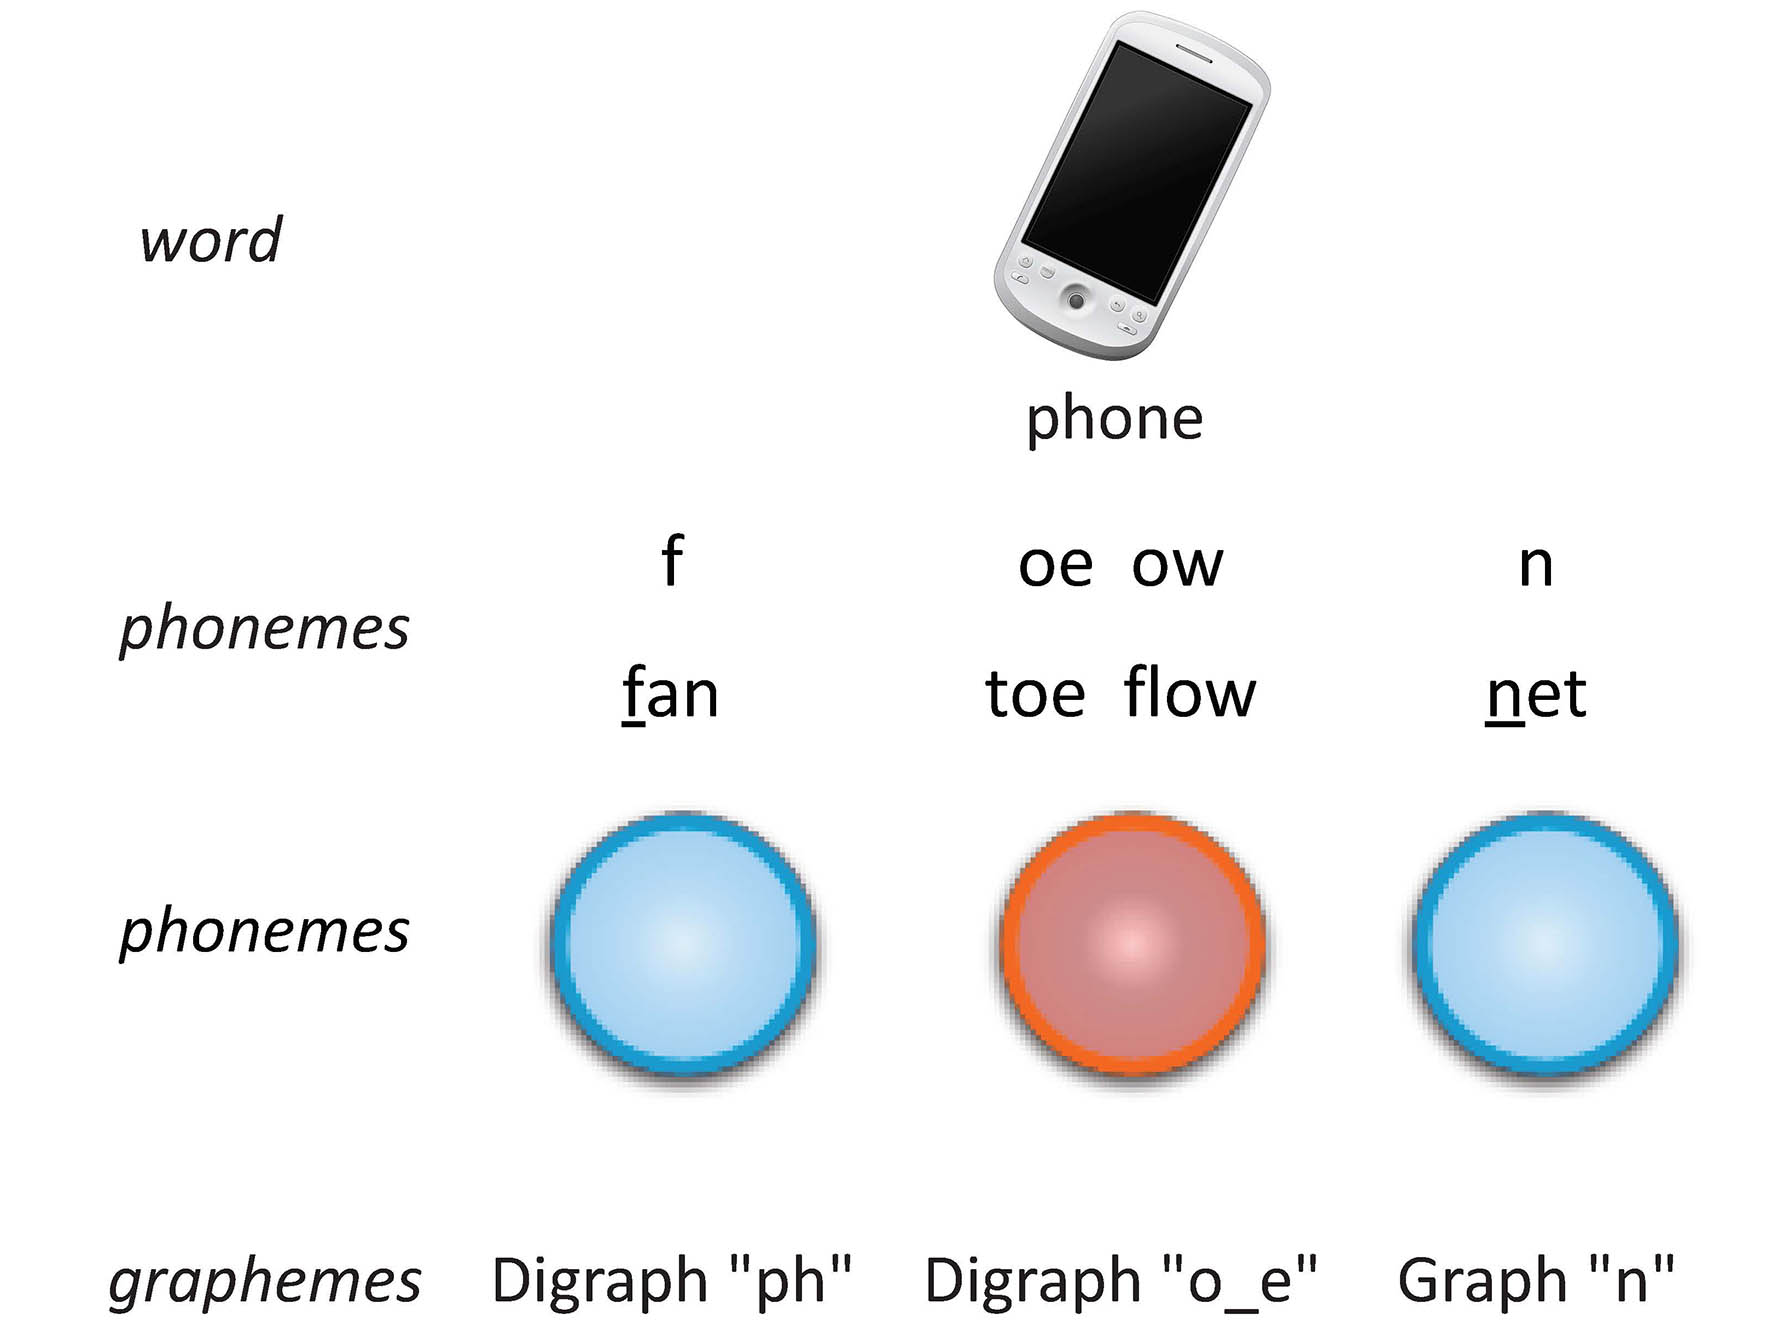 word
phone
f oe ow n
phonemes
fan toe flow net
phonemes
graphemes Digraph "ph" Digraph "o_e" Graph "n"